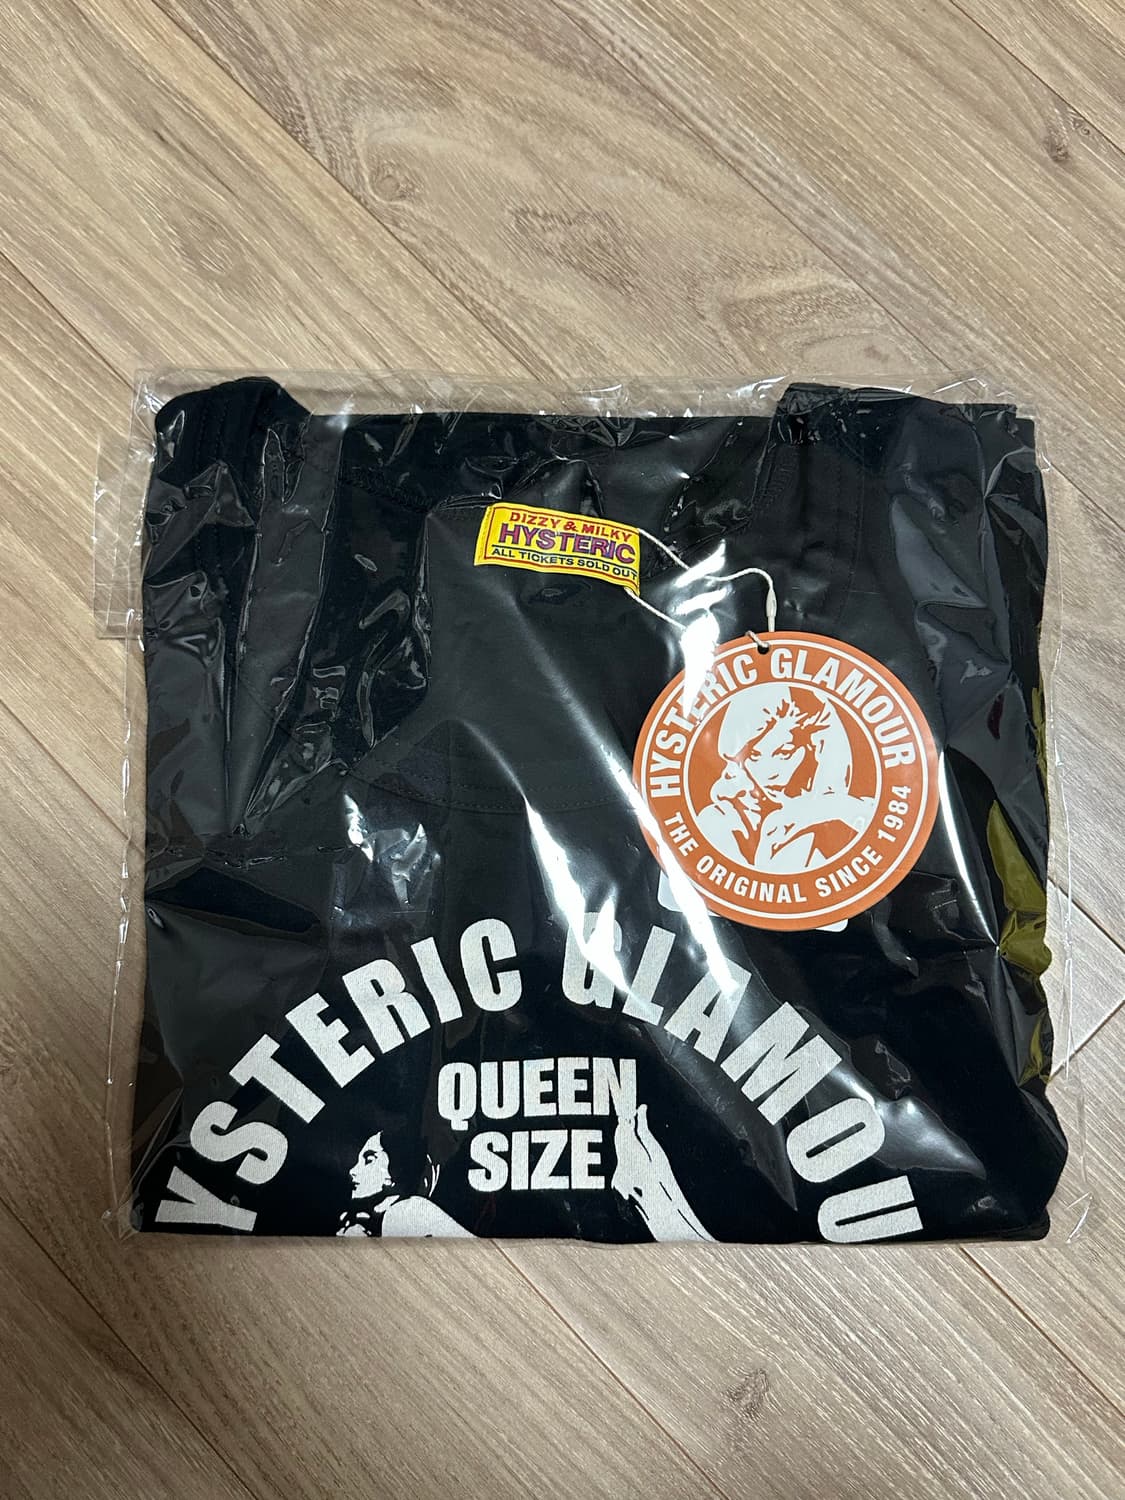 DIZZY & MILKY
HYSTERIC
ALL TICKETS SOLD OUT
HYSTERIC GLAMOUR
THE ORIGINAL SINCE 1984
YSTERIC GLAMOU
QUEEN
SIZE